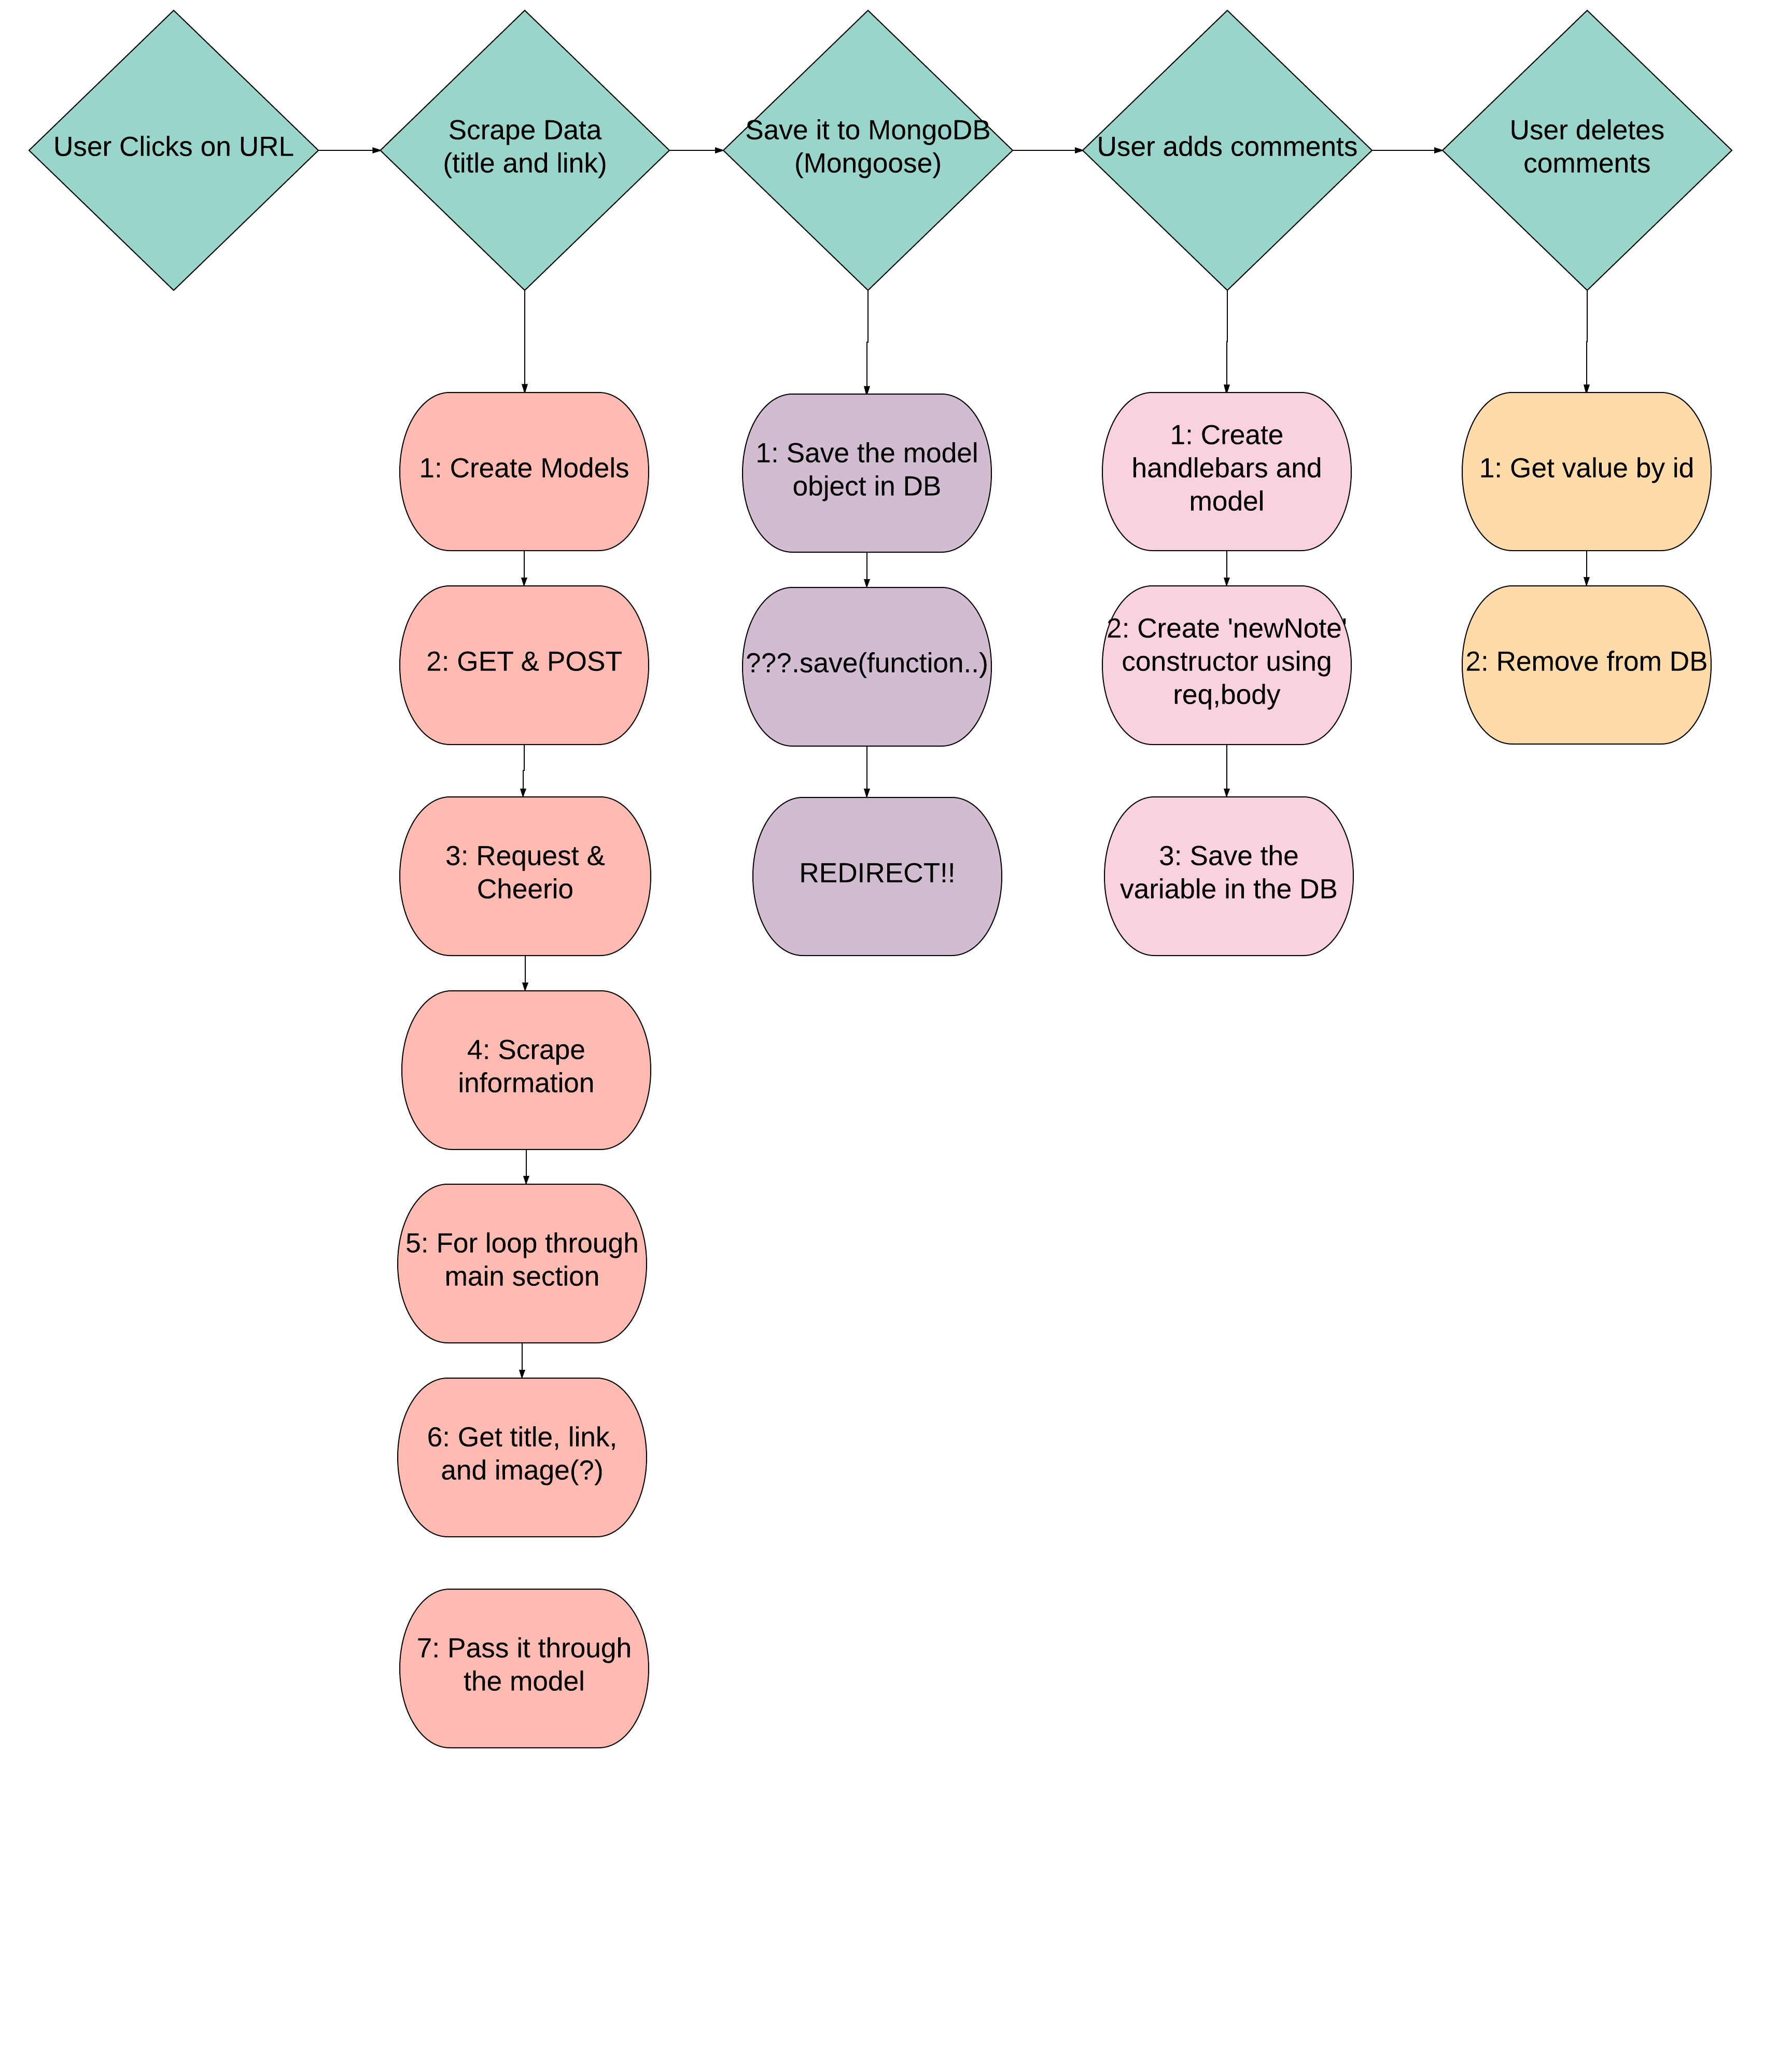 User Clicks on URL
Scrape Data
(title and link)
Save it to MongoDB
(Mongoose)
User adds comments
User deletes
comments
1: Create Models
2: GET & POST
3: Request &
Cheerio
4: Scrape
information
5: For loop through
main section
6: Get title, link,
and image(?)
7: Pass it through
the model
1: Save the model
object in DB
???.save(function..)
REDIRECT!!
1: Create
handlebars and
model
2: Create 'newNote'
constructor using
req,body
3: Save the
variable in the DB
1: Get value by id
2: Remove from DB